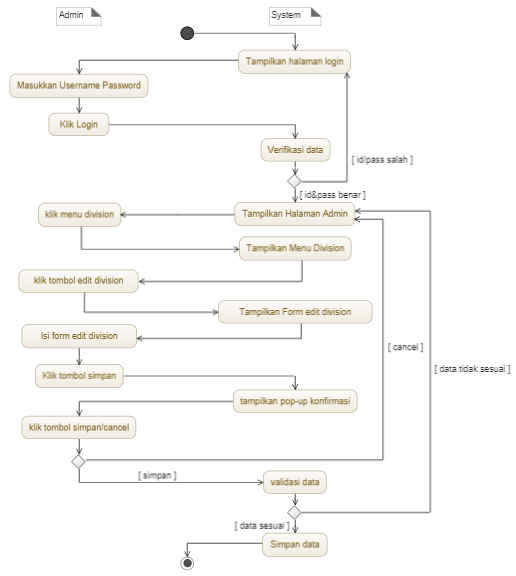 Admin
System
Tampilkan halaman login
Masukkan Username Password
Klik Login
Verifikasi data
[ id/pass salah ]
[ id&pass benar ]
Tampilkan Halaman Admin
klik menu division
Tampilkan Menu Division
klik tombol edit division
Tampilkan Form edit division
Isi form edit division
[ cancel ]
[ data tidak sesuai ]
Klik tombol simpan
tampilkan pop-up konfirmasi
klik tombol simpan/cancel
[ simpan ]
validasi data
[ data sesuai ]
Simpan data